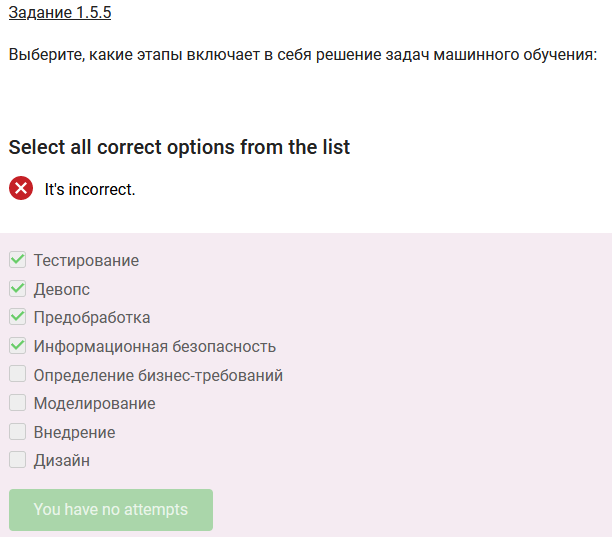 Задание 1.5.5
Выберите, какие этапы включает в себя решение задач машинного обучения:
Select all correct options from the list
It's incorrect.
Тестирование
Девопс
Предобработка
Информационная безопасность
Определение бизнес-требований
Моделирование
Внедрение
Дизайн
You have no attempts